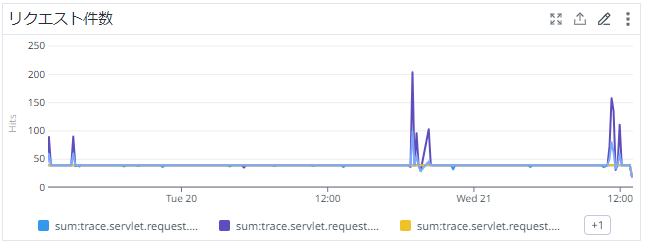 リクエスト件数
250
200
150
100
50
0
Hits
Tue 20
12:00
Wed 21
12:00
sum:trace.servlet.request....
sum:trace.servlet.request....
sum:trace.servlet.request....
+1